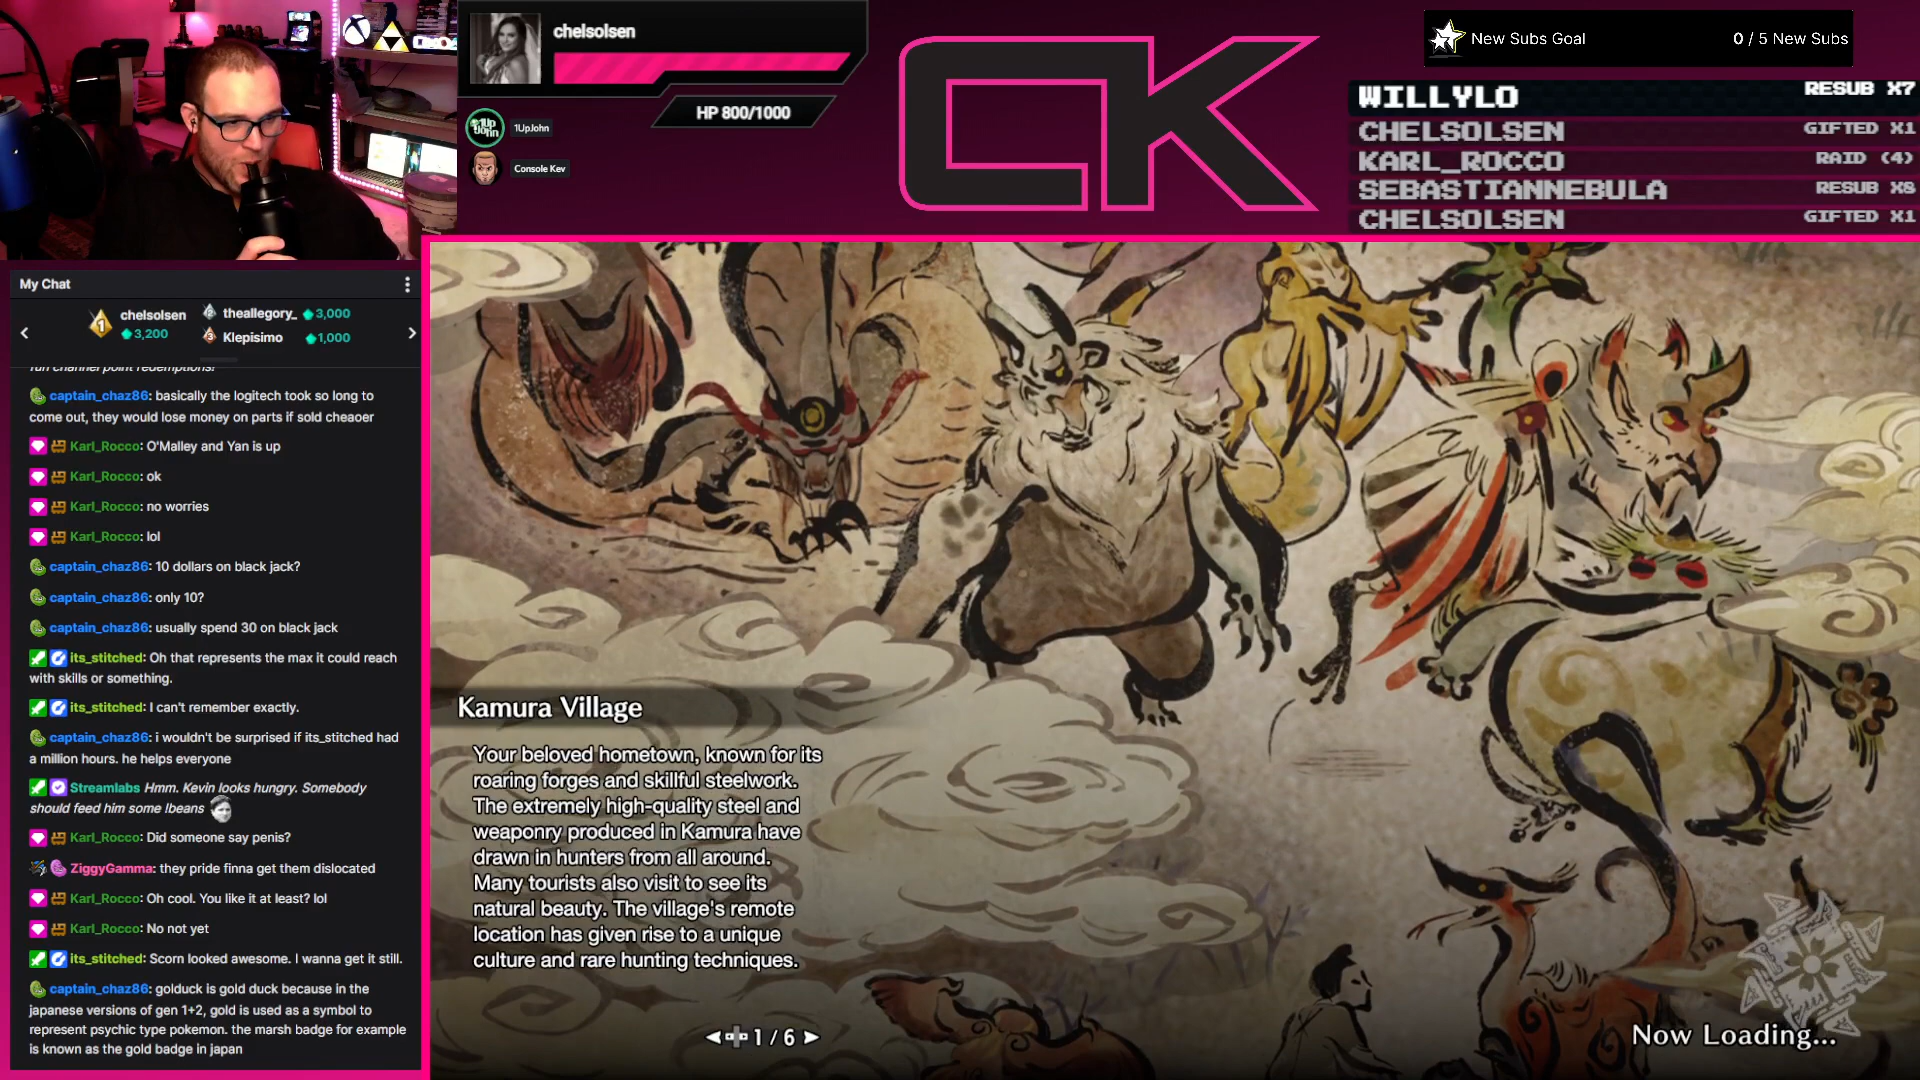 chelsolsen
HP 800/1000
1UpJohn
1UpJohn
Console Kev
CK
New Subs Goal
0 / 5 New Subs
WILLYLO RESUB X7
CHELSOLSEN GIFTED X1
KARL_ROCCO RAID (4)
SEBASTIANNEBULA RESUB X8
CHELSOLSEN GIFTED X1
My Chat
1 chelsolsen 3,200
2 theallegory_ 3,000
3 Klepisimo 1,000
fun channel point redemptions!
captain_chaz86: basically the logitech took so long to
come out, they would lose money on parts if sold cheaoer
Karl_Rocco: O'Malley and Yan is up
Karl_Rocco: ok
Karl_Rocco: no worries
Karl_Rocco: lol
captain_chaz86: 10 dollars on black jack?
captain_chaz86: only 10?
captain_chaz86: usually spend 30 on black jack
its_stitched: Oh that represents the max it could reach
with skills or something.
its_stitched: I can't remember exactly.
captain_chaz86: i wouldn't be surprised if its_stitched had
a million hours. he helps everyone
Streamlabs Hmm. Kevin looks hungry. Somebody
should feed him some !beans
Karl_Rocco: Did someone say penis?
ZiggyGamma: they pride finna get them dislocated
Karl_Rocco: Oh cool. You like it at least? lol
Karl_Rocco: No not yet
its_stitched: Scorn looked awesome. I wanna get it still.
captain_chaz86: golduck is gold duck because in the
japanese versions of gen 1+2, gold is used as a symbol to
represent psychic type pokemon. the marsh badge for example
is known as the gold badge in japan
Kamura Village
Your beloved hometown, known for its
roaring forges and skillful steelwork.
The extremely high-quality steel and
weaponry produced in Kamura have
drawn in hunters from all around.
Many tourists also visit to see its
natural beauty. The village's remote
location has given rise to a unique
culture and rare hunting techniques.
1 / 6
Now Loading...